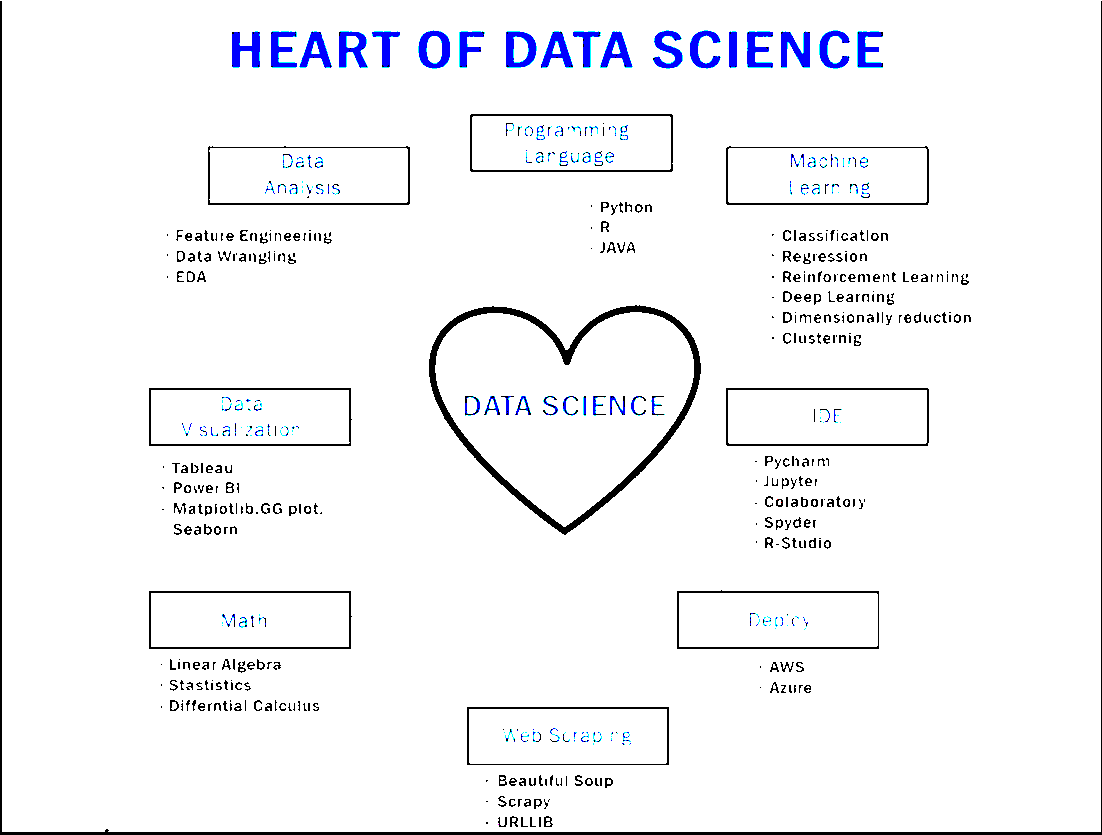 HEART OF DATA SCIENCE
Programming
Language
· Python
· R
· JAVA
Data
Analysis
· Feature Engineering
· Data Wrangling
· EDA
Machine
Learning
· Classification
· Regression
· Reinforcement Learning
· Deep Learning
· Dimensionally reduction
· Clusternig
DATA SCIENCE
Data
Visualization
· Tableau
· Power BI
· Matplotlib.GG plot.
Seaborn
IDE
· Pycharm
· Jupyter
· Colaboratory
· Spyder
· R-Studio
Math
· Linear Algebra
· Stastistics
· Differntial Calculus
Deploy
· AWS
· Azure
Web Scraping
· Beautiful Soup
· Scrapy
· URLLIB